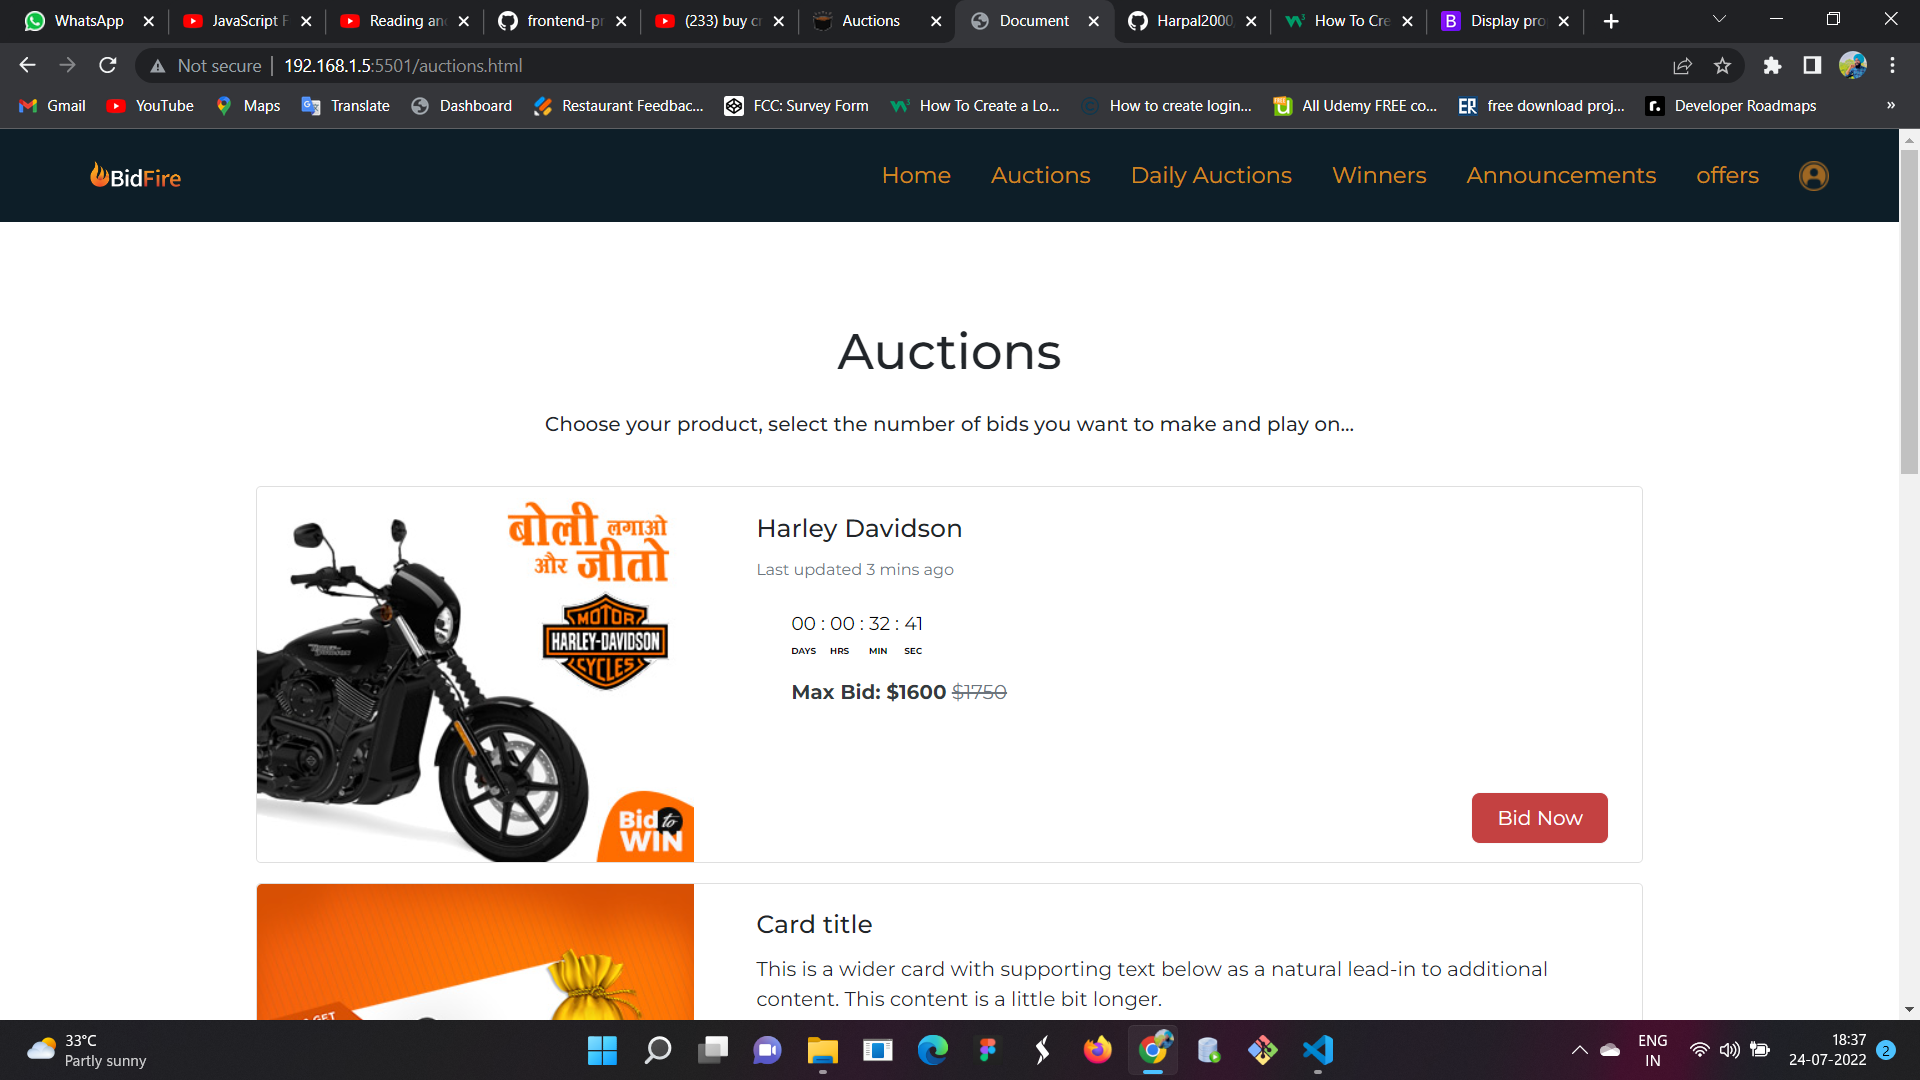 WhatsApp
JavaScript F
Reading an
frontend-pr
(233) buy cr
Auctions
Document
Harpal2000
How To Cre
Display pro
Not secure | 192.168.1.5:5501/auctions.html
Gmail
YouTube
Maps
Translate
Dashboard
Restaurant Feedbac...
FCC: Survey Form
How To Create a Lo...
How to create login...
All Udemy FREE co...
free download proj...
Developer Roadmaps
»
BidFire
Home
Auctions
Daily Auctions
Winners
Announcements
offers
Auctions
Choose your product, select the number of bids you want to make and play on...
बोली लगाओ
और जीतो
MOTOR
HARLEY-DAVIDSON
CYCLES
Bid to
WIN
Harley Davidson
Last updated 3 mins ago
00 : 00 : 32 : 41
DAYS HRS MIN SEC
Max Bid: $1600 $1750
Bid Now
GET
Card title
This is a wider card with supporting text below as a natural lead-in to additional
content. This content is a little bit longer.
33°C
Partly sunny
ENG
IN
18:37
24-07-2022
2